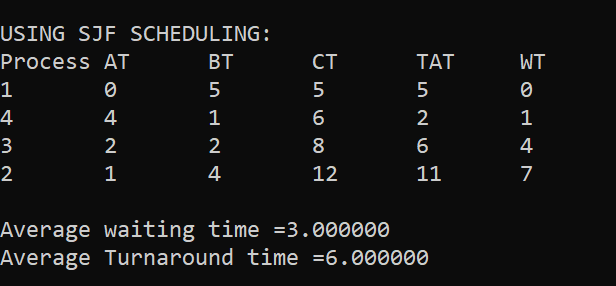 USING SJF SCHEDULING:
Process AT BT CT TAT WT
1 0 5 5 5 0
4 4 1 6 2 1
3 2 2 8 6 4
2 1 4 12 11 7
Average waiting time =3.000000
Average Turnaround time =6.000000